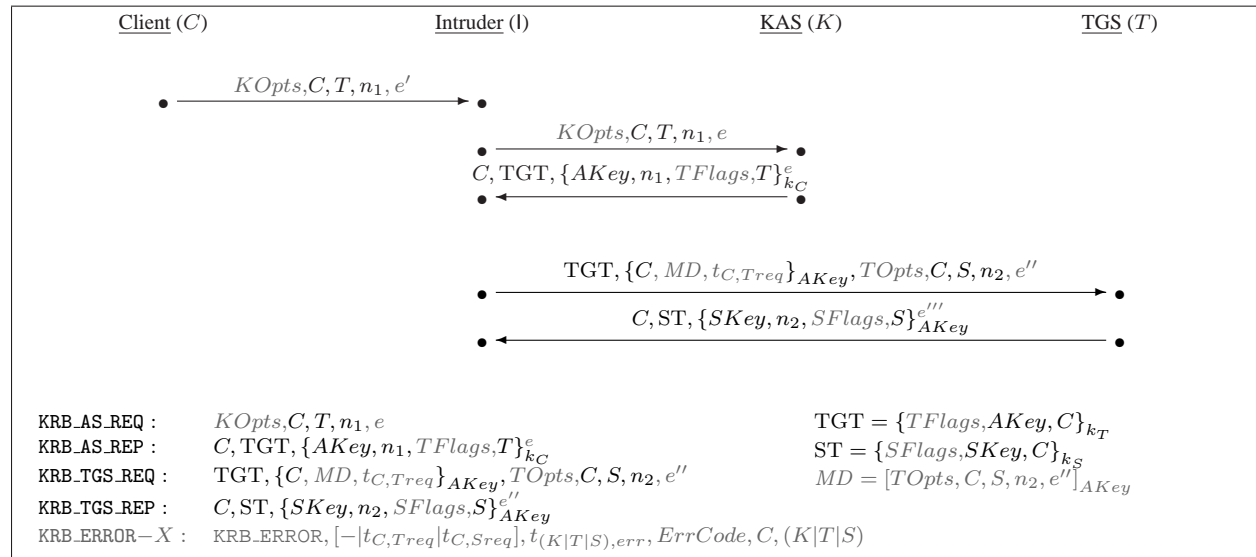 Client (C) Intruder (I) KAS (K) TGS (T)
KOpts,C, T, n₁, e′
KOpts,C, T, n₁, e
C, TGT, {AKey, n₁, TFlags,T}ᵉ_{k_C}
TGT, {C, MD, t_{C,Treq}}_{AKey}, TOpts,C, S, n₂, e′′
C, ST, {SKey, n₂, SFlags,S}^{e′′′}_{AKey}
KRB_AS_REQ : KOpts,C, T, n₁, e TGT = {TFlags,AKey, C}_{k_T}
KRB_AS_REP : C, TGT, {AKey, n₁, TFlags,T}ᵉ_{k_C} ST = {SFlags,SKey, C}_{k_S}
KRB_TGS_REQ : TGT, {C, MD, t_{C,Treq}}_{AKey}, TOpts,C, S, n₂, e′′ MD = [TOpts, C, S, n₂, e′′]_{AKey}
KRB_TGS_REP : C, ST, {SKey, n₂, SFlags,S}^{e′′}_{AKey}
KRB_ERROR−X : KRB_ERROR, [−|t_{C,Treq}|t_{C,Sreq}], t_{(K|T|S),err}, ErrCode, C, (K|T|S)